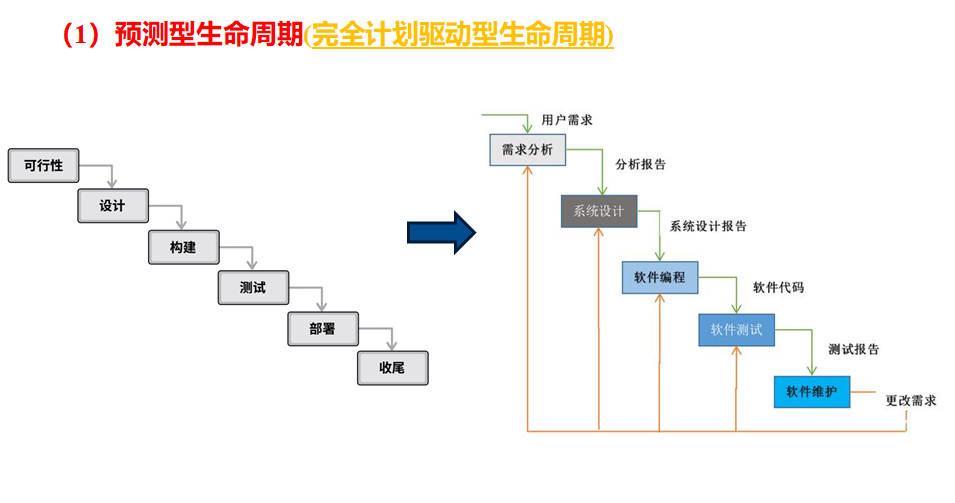 （1）预测型生命周期(完全计划驱动型生命周期)
可行性
设计
构建
测试
部署
收尾
用户需求
需求分析
分析报告
系统设计
系统设计报告
软件编程
软件代码
软件测试
测试报告
软件维护
更改需求